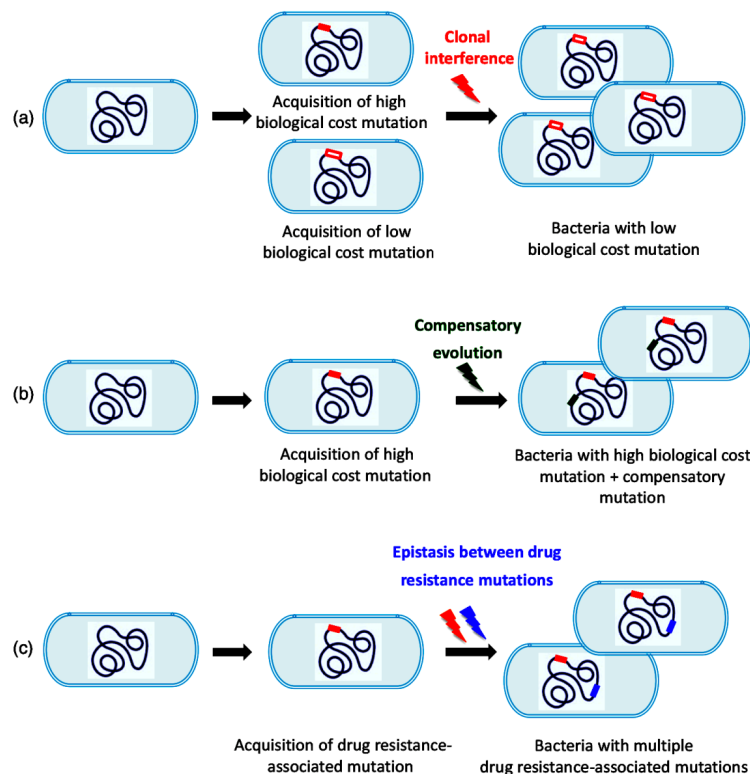 Clonal
interference
(a)
Acquisition of high
biological cost mutation
Acquisition of low
biological cost mutation
Bacteria with low
biological cost mutation
Compensatory
evolution
(b)
Acquisition of high
biological cost mutation
Bacteria with high biological cost
mutation + compensatory
mutation
Epistasis between drug
resistance mutations
(c)
Acquisition of drug resistance-
associated mutation
Bacteria with multiple
drug resistance-associated mutations